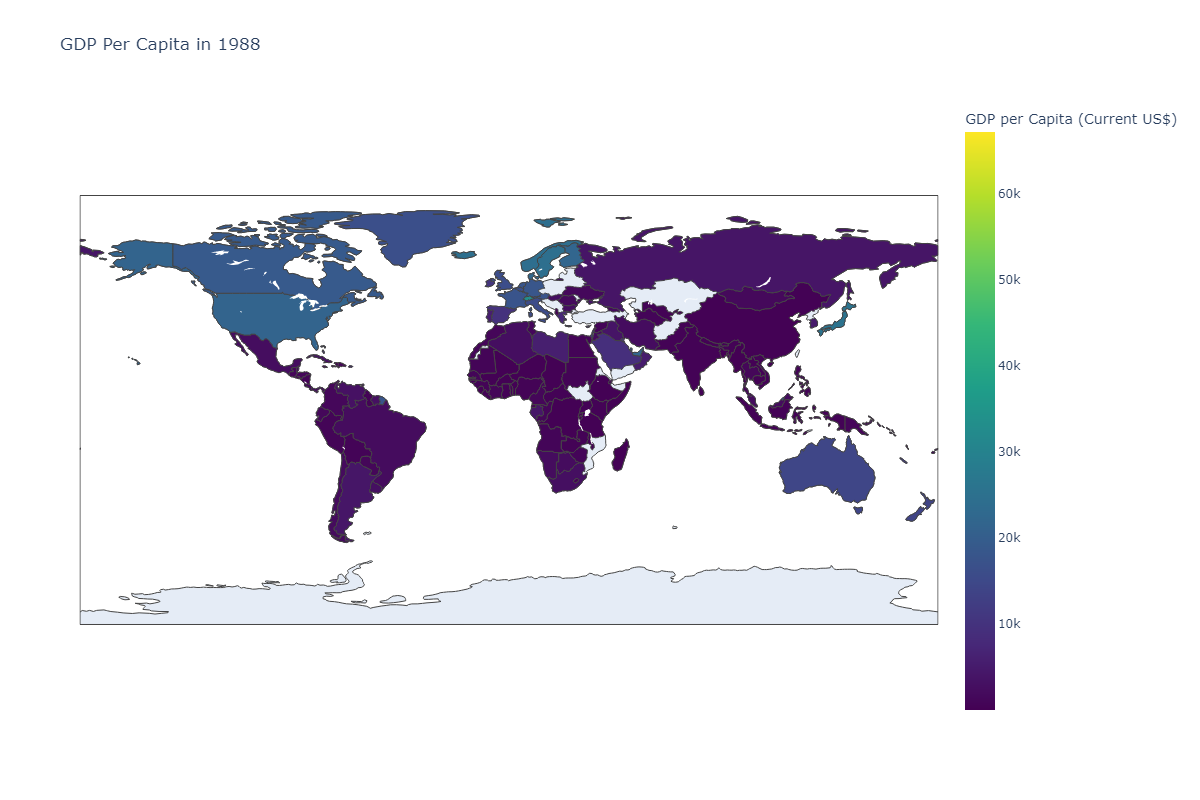 GDP Per Capita in 1988
GDP per Capita (Current US$)
60k
50k
40k
30k
20k
10k